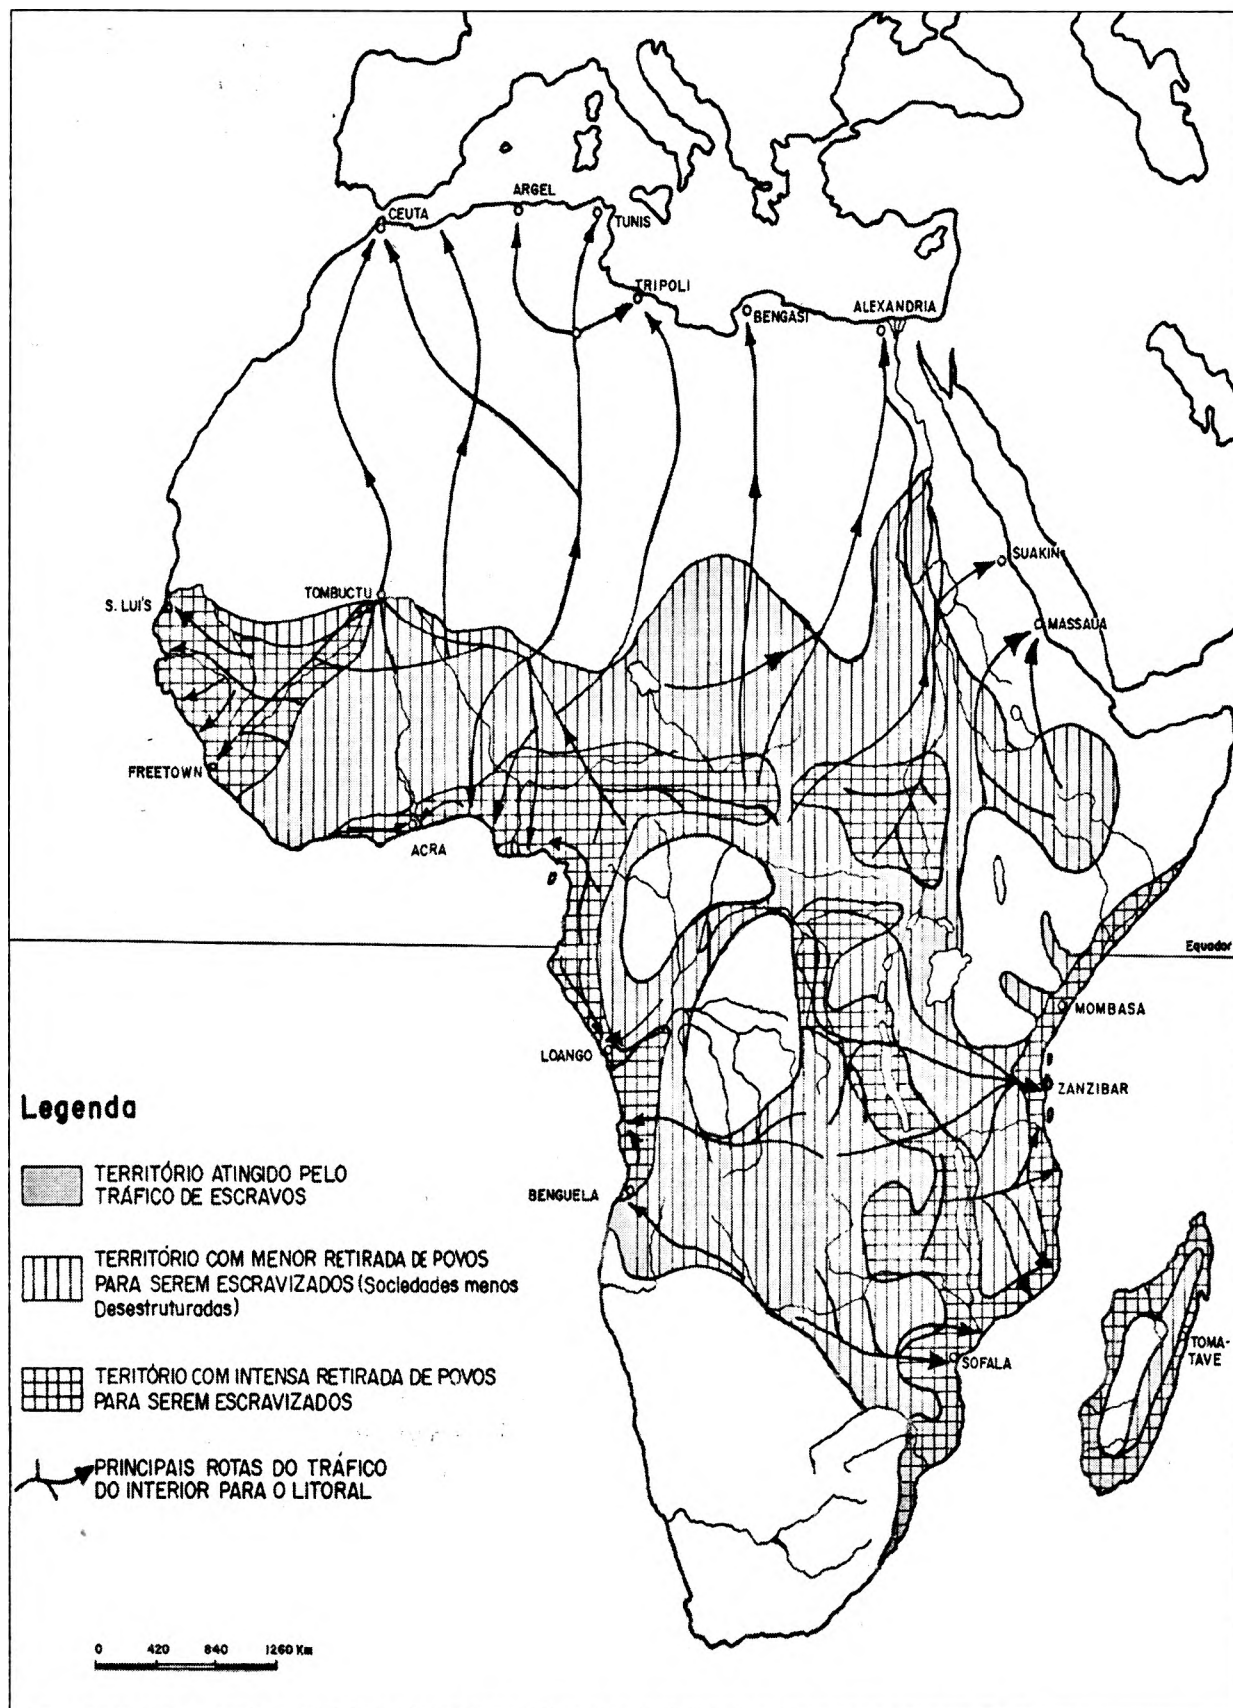 CEUTA
ARGEL
TUNIS
TRIPOLI
BENGASI
ALEXANDRIA
SUAKIN
MASSAUA
S. LUÍS
TOMBUCTU
FREETOWN
ACRA
Equador
MOMBASA
LOANGO
ZANZIBAR
BENGUELA
SOFALA
TOMA-
TAVE
Legenda
TERRITÓRIO ATINGIDO PELO
TRÁFICO DE ESCRAVOS
TERRITÓRIO COM MENOR RETIRADA DE POVOS
PARA SEREM ESCRAVIZADOS (Sociedades menos
Desestruturadas)
TERITÓRIO COM INTENSA RETIRADA DE POVOS
PARA SEREM ESCRAVIZADOS
PRINCIPAIS ROTAS DO TRÁFICO
DO INTERIOR PARA O LITORAL
0 420 840 1260 Km